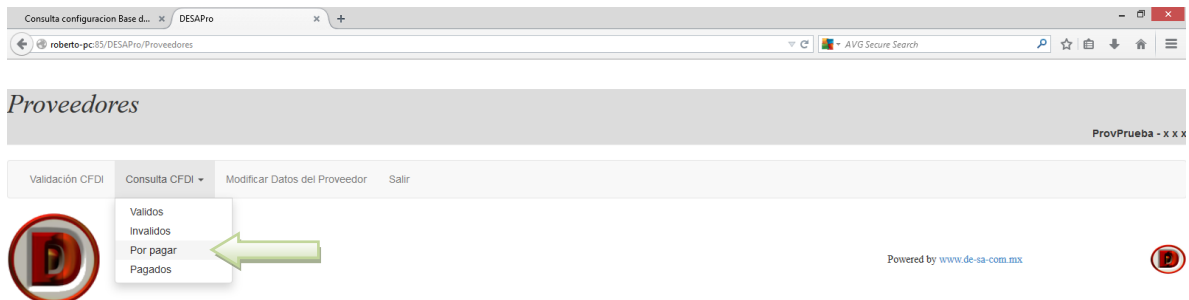 Consulta configuracion Base d...
DESAPro
roberto-pc:85/DESAPro/Proveedores
AVG Secure Search
Proveedores
ProvPrueba - x x x
Validación CFDI
Consulta CFDI
Modificar Datos del Proveedor
Salir
Validos
Invalidos
Por pagar
Pagados
D
Powered by www.de-sa-com.mx
D